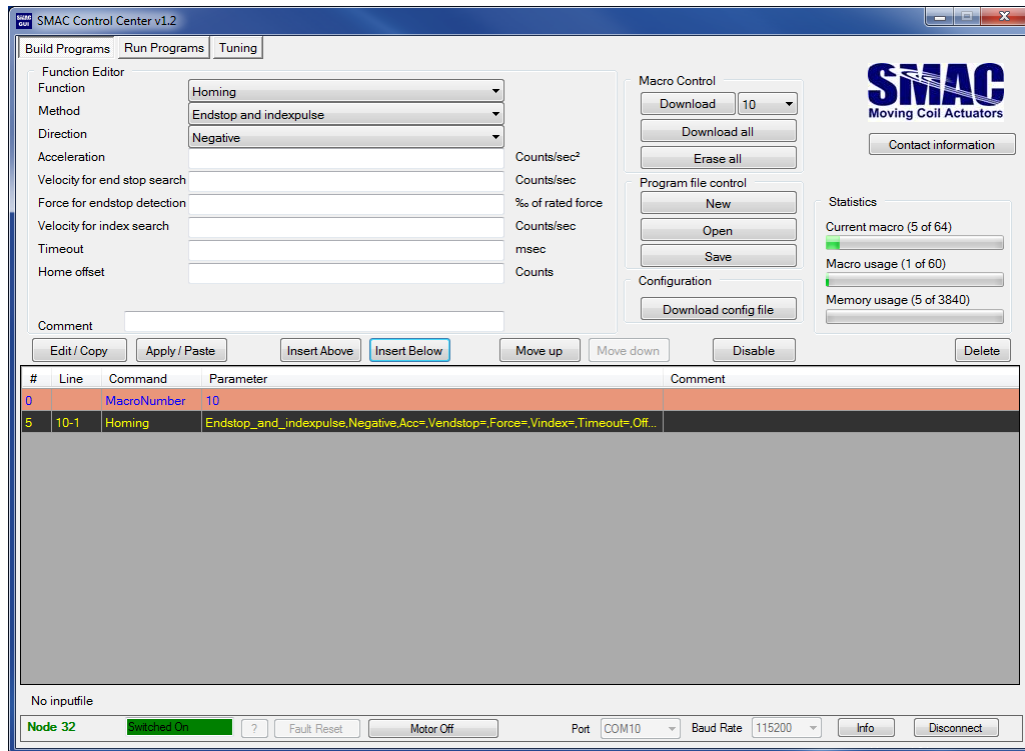 SMAC GUI SMAC Control Center v1.2
Build Programs Run Programs Tuning
Function Editor
Function Homing
Method Endstop and indexpulse
Direction Negative
Acceleration Counts/sec²
Velocity for end stop search Counts/sec
Force for endstop detection ‰ of rated force
Velocity for index search Counts/sec
Timeout msec
Home offset Counts
Comment
Macro Control
Download 10
Download all
Erase all
Program file control
New
Open
Save
Configuration
Download config file
SMAC
Moving Coil Actuators
Contact information
Statistics
Current macro (5 of 64)
Macro usage (1 of 60)
Memory usage (5 of 3840)
Edit / Copy Apply / Paste Insert Above Insert Below Move up Move down Disable Delete
# Line Command Parameter Comment
0 MacroNumber 10
5 10-1 Homing Endstop_and_indexpulse,Negative,Acc=,Vendstop=,Force=,Vindex=,Timeout=,Off...
No inputfile
Node 32 Switched On ? Fault Reset Motor Off Port COM10 Baud Rate 115200 Info Disconnect